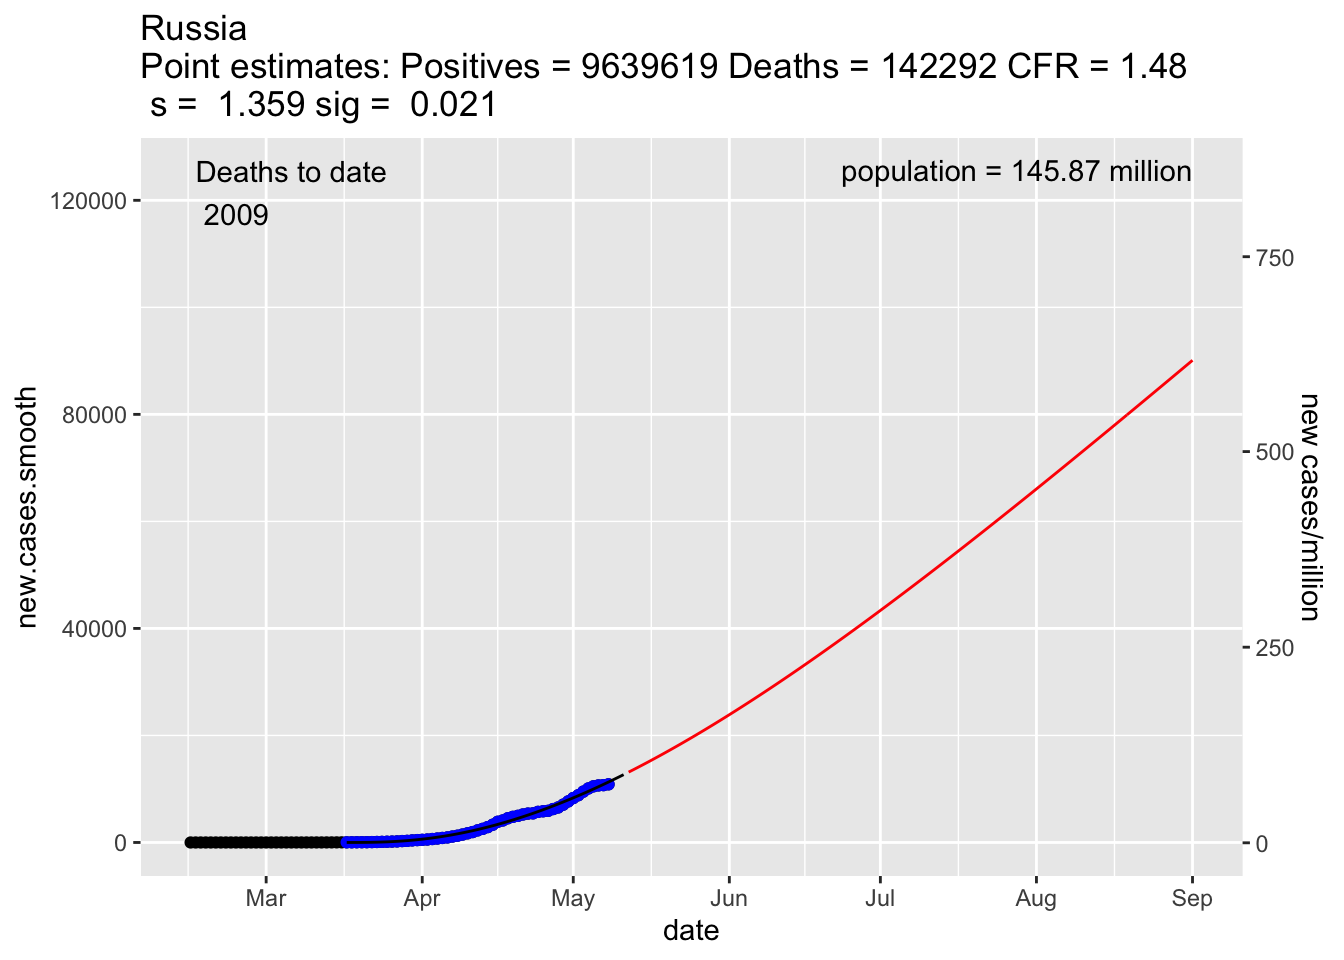 Russia
Point estimates: Positives = 9639619 Deaths = 142292 CFR = 1.48
s = 1.359 sig = 0.021
Deaths to date
2009
population = 145.87 million
120000
80000
40000
0
new.cases.smooth
750
500
250
0
new cases/million
Mar Apr May Jun Jul Aug Sep
date